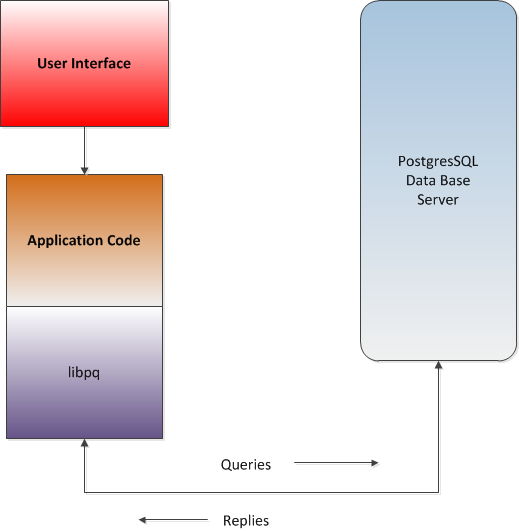 User Interface
PostgresSQL
Data Base
Server
Application Code
libpq
Queries
Replies